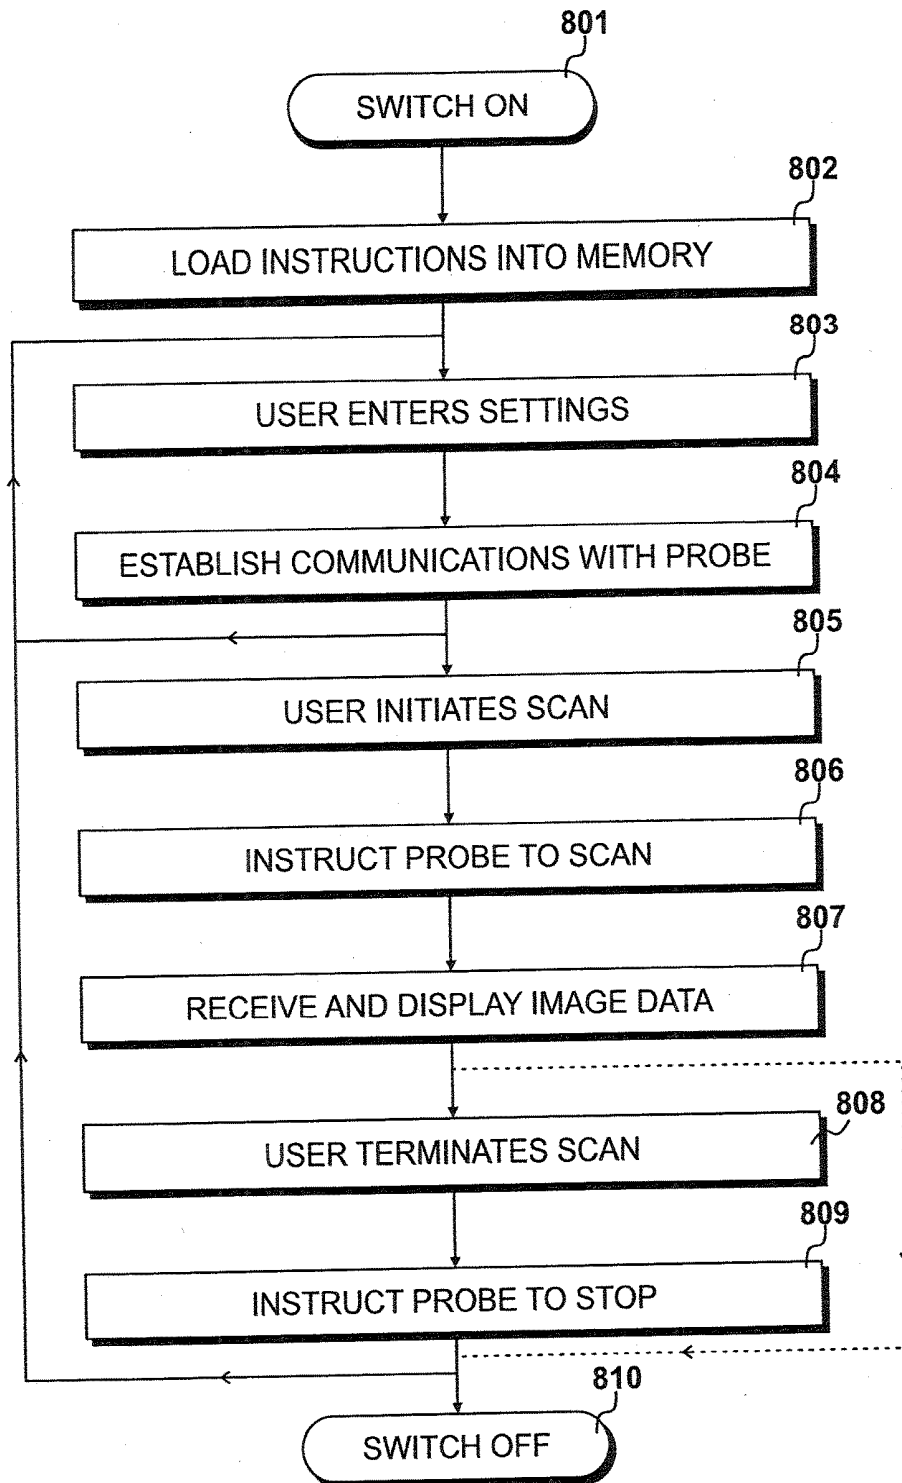 801
SWITCH ON
802
LOAD INSTRUCTIONS INTO MEMORY
803
USER ENTERS SETTINGS
804
ESTABLISH COMMUNICATIONS WITH PROBE
805
USER INITIATES SCAN
806
INSTRUCT PROBE TO SCAN
807
RECEIVE AND DISPLAY IMAGE DATA
808
USER TERMINATES SCAN
809
INSTRUCT PROBE TO STOP
810
SWITCH OFF